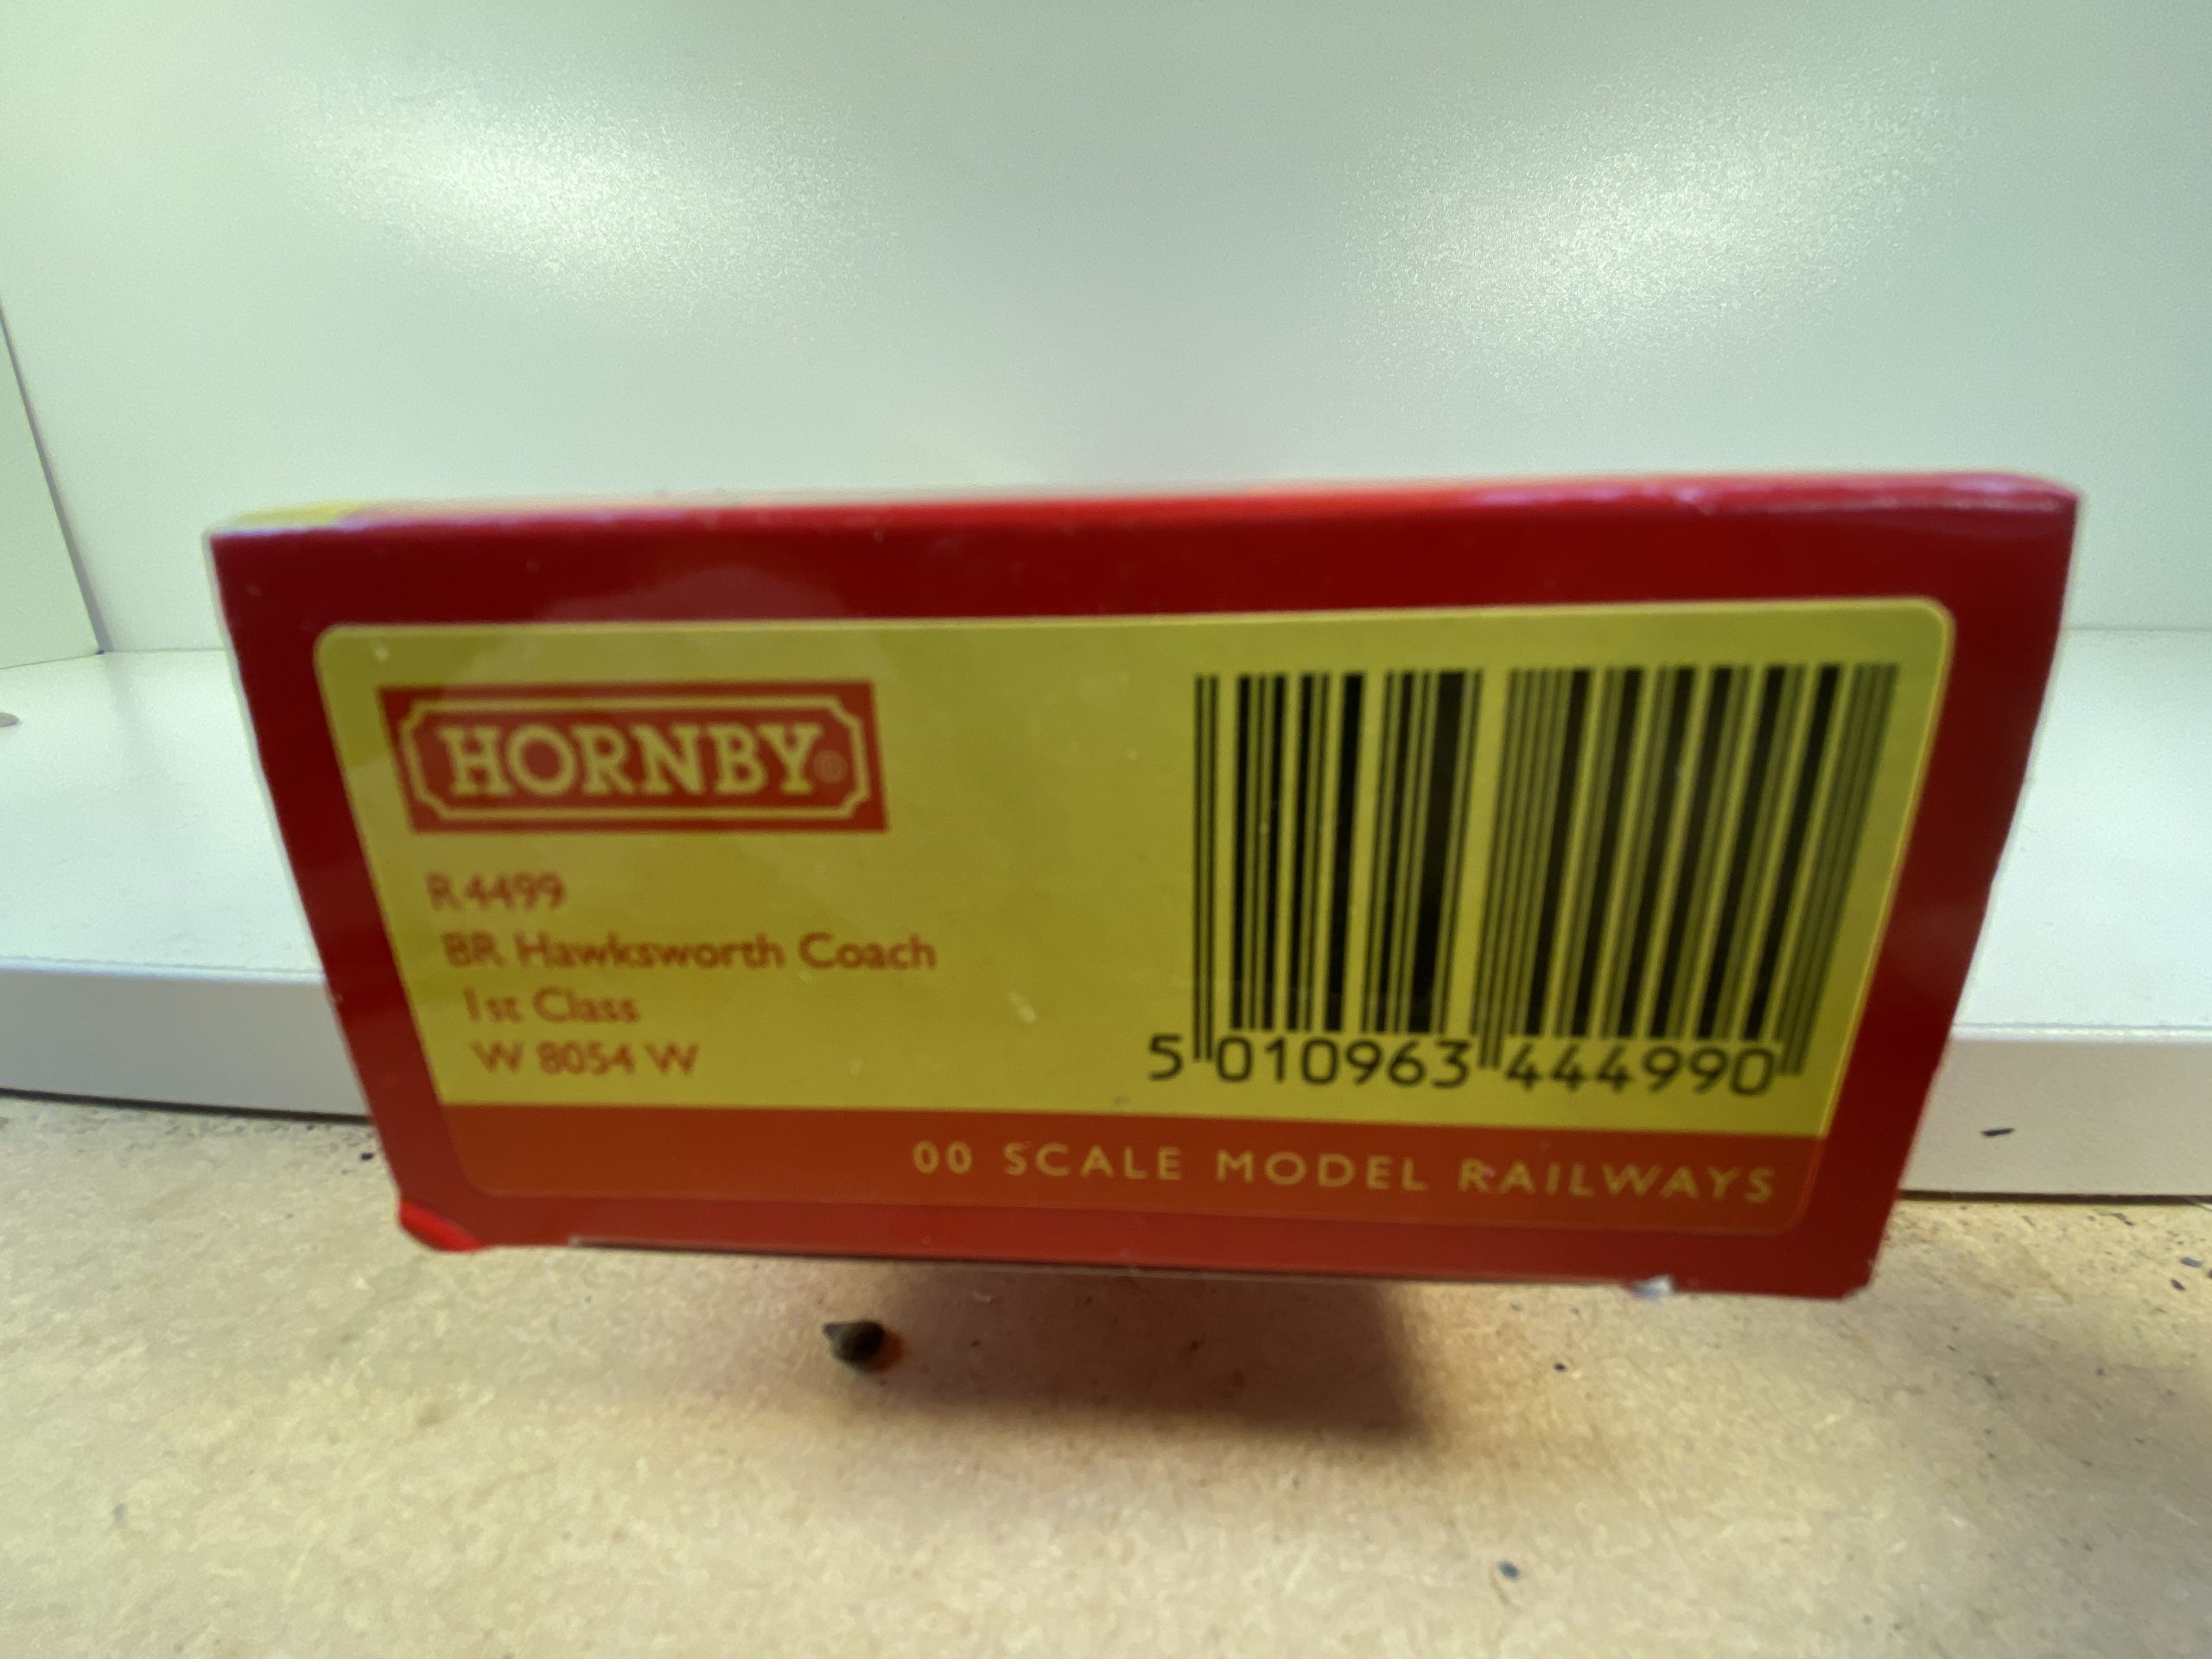 HORNBY®
R4499
BR Hawksworth Coach
1st Class
W 8054 W
5 010963 444990
00 SCALE MODEL RAILWAYS